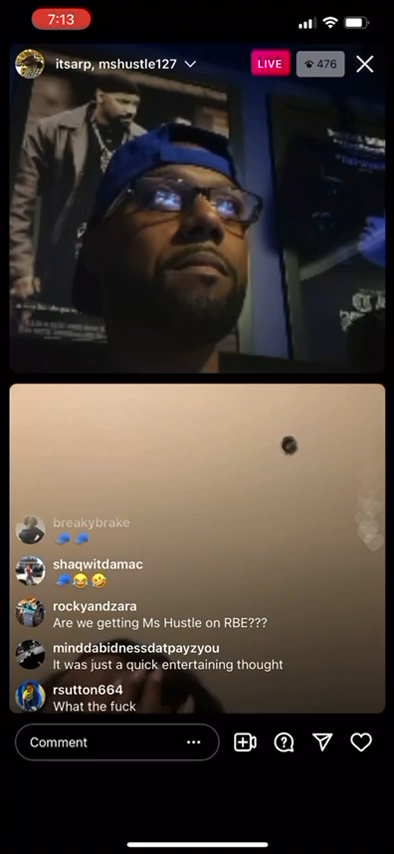 7:13
itsarp, mshustle127
LIVE
476
breakybrake
shaqwitdamac
rockyandzara
Are we getting Ms Hustle on RBE???
minddabidnessdatpayzyou
It was just a quick entertaining thought
rsutton664
What the fuck
Comment